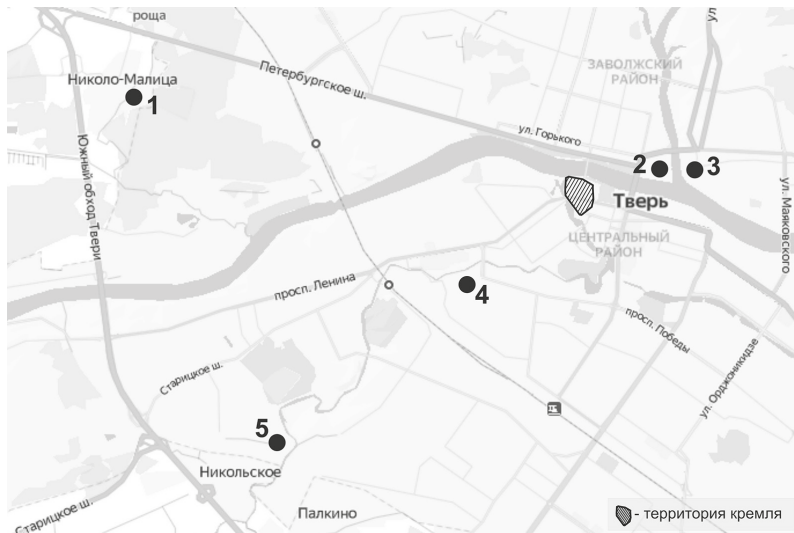 роща
ул.
Николо-Малица
1
Петербургское ш.
ЗАВОЛЖСКИЙ
РАЙОН
ул. Горького
Южный обход Твери
2
3
Тверь
ул. Маяковского
ЦЕНТРАЛЬНЫЙ
РАЙОН
просп. Ленина
4
просп. Победы
Старицкое ш.
ул. Орджоникидзе
5
Никольское
Палкино
Старицкое ш.
- территория кремля